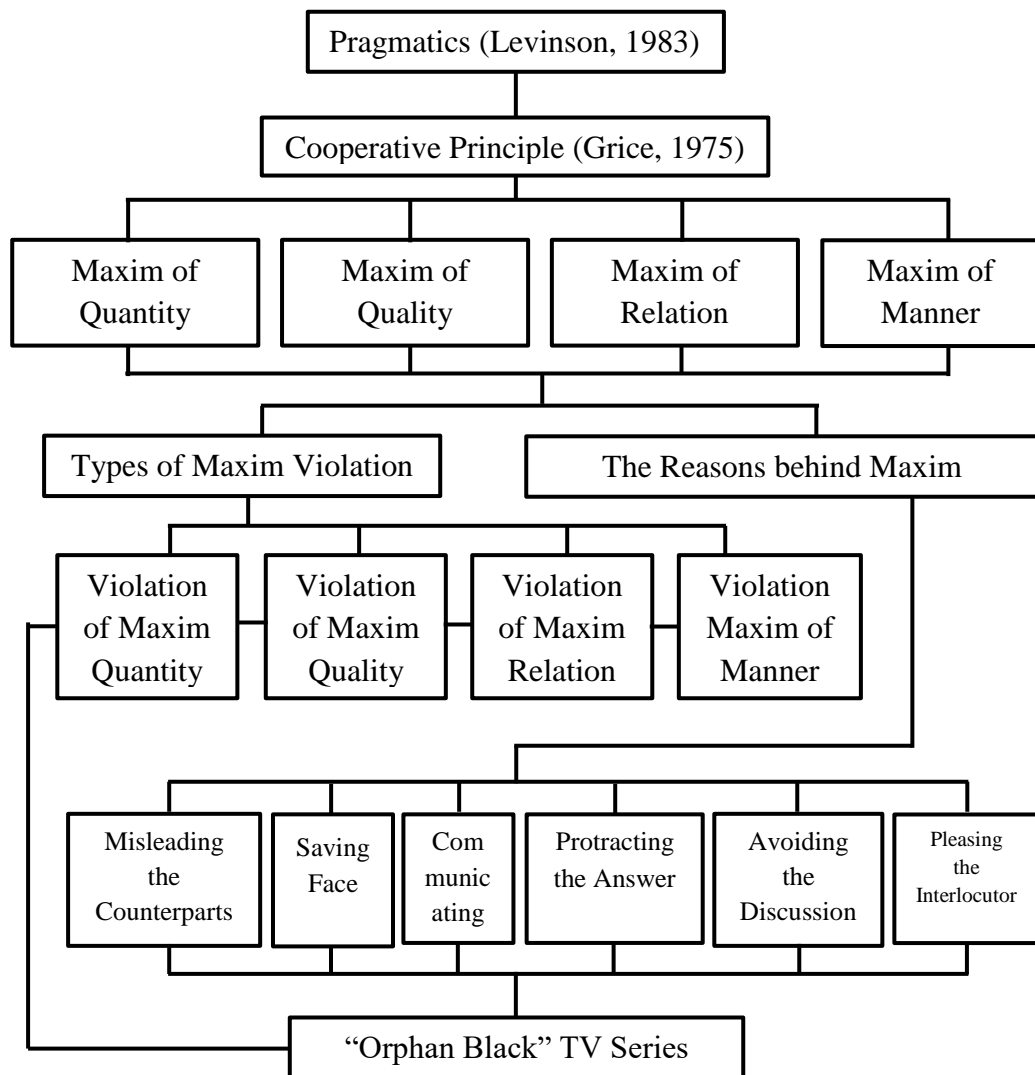 Pragmatics (Levinson, 1983)
Cooperative Principle (Grice, 1975)
Maxim of
Quantity
Maxim of
Quality
Maxim of
Relation
Maxim of
Manner
Types of Maxim Violation
The Reasons behind Maxim
Violation
of Maxim
Quantity
Violation
of Maxim
Quality
Violation
of Maxim
Relation
Violation
Maxim of
Manner
Misleading
the
Counterparts
Saving
Face
Com
munic
ating
Protracting
the Answer
Avoiding
the
Discussion
Pleasing
the
Interlocutor
“Orphan Black” TV Series